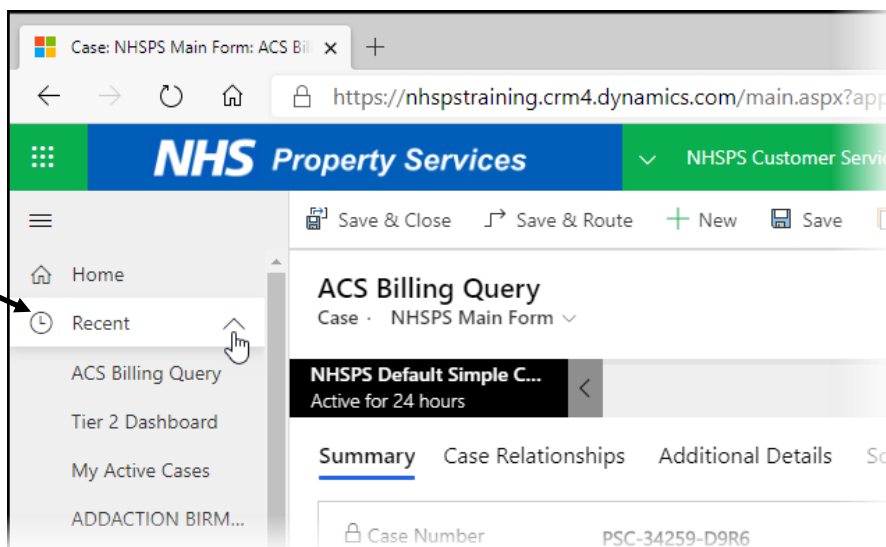 Case: NHSPS Main Form: ACS Bil
https://nhspstraining.crm4.dynamics.com/main.aspx?app
NHS Property Services
NHSPS Customer Servic
Save & Close Save & Route New Save
Home
Recent
ACS Billing Query
Tier 2 Dashboard
My Active Cases
ADDACTION BIRM...
ACS Billing Query
Case · NHSPS Main Form
NHSPS Default Simple C...
Active for 24 hours
Summary Case Relationships Additional Details
Case Number PSC-34259-D9R6